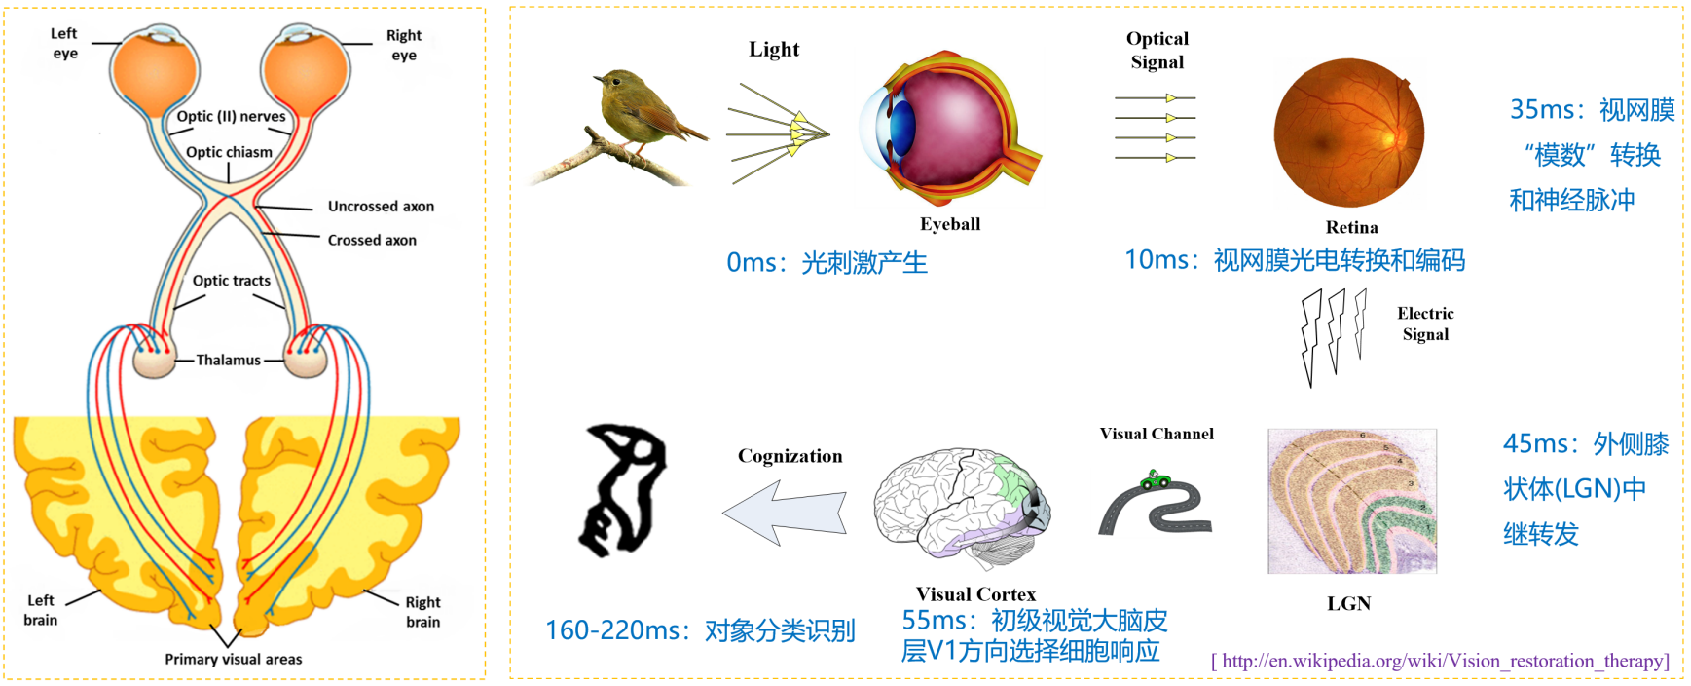 Left
eye
Right
eye
Optic (II) nerves
Optic chiasm
Uncrossed axon
Crossed axon
Optic tracts
Thalamus
Left
brain
Right
brain
Primary visual areas
Light
Optical
Signal
Eyeball
Retina
35ms：视网膜
“模数”转换
和神经脉冲
0ms：光刺激产生
10ms：视网膜光电转换和编码
Electric
Signal
Cognization
Visual Channel
6
5
4
3
2
45ms：外侧膝
状体(LGN)中
继转发
Visual Cortex
LGN
160-220ms：对象分类识别
55ms：初级视觉大脑皮
层V1方向选择细胞响应
[ http://en.wikipedia.org/wiki/Vision_restoration_therapy]